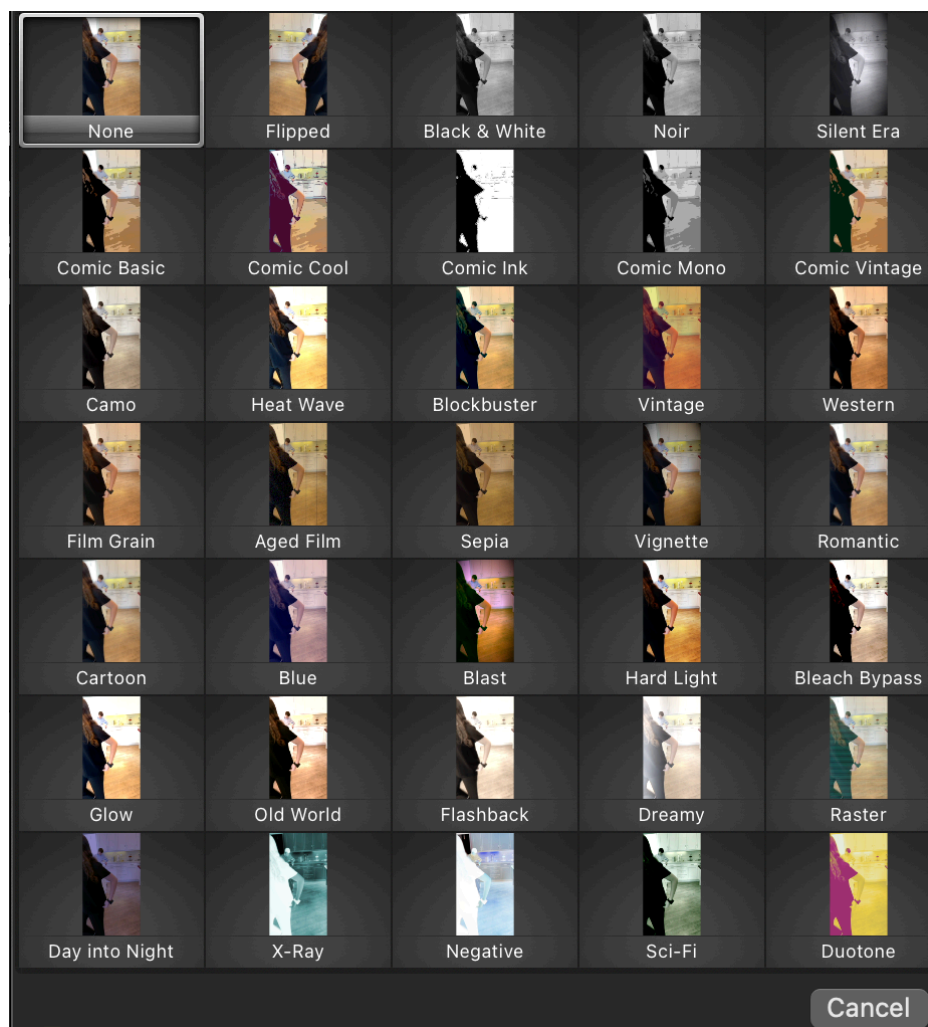 None
Flipped
Black & White
Noir
Silent Era
Comic Basic
Comic Cool
Comic Ink
Comic Mono
Comic Vintage
Camo
Heat Wave
Blockbuster
Vintage
Western
Film Grain
Aged Film
Sepia
Vignette
Romantic
Cartoon
Blue
Blast
Hard Light
Bleach Bypass
Glow
Old World
Flashback
Dreamy
Raster
Day into Night
X-Ray
Negative
Sci-Fi
Duotone
Cancel